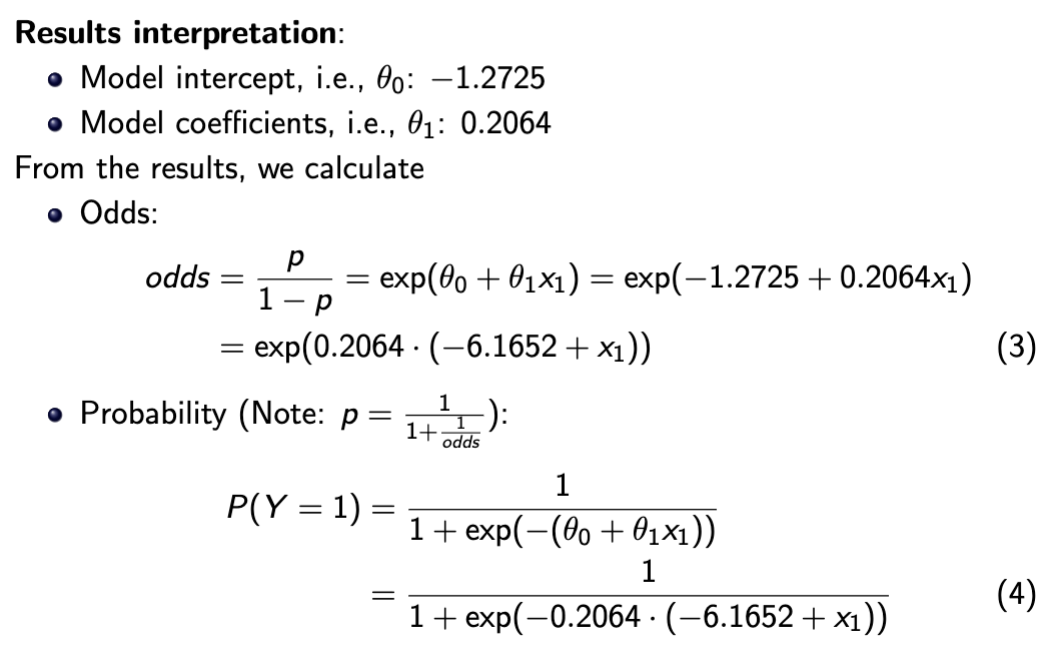 Results interpretation:
• Model intercept, i.e., θ₀: −1.2725
• Model coefficients, i.e., θ₁: 0.2064
From the results, we calculate
• Odds:
odds = p / (1 − p) = exp(θ₀ + θ₁x₁) = exp(−1.2725 + 0.2064x₁)
= exp(0.2064 · (−6.1652 + x₁)) (3)
• Probability (Note: p = 1 / (1 + 1/odds)):
P(Y = 1) = 1 / (1 + exp(−(θ₀ + θ₁x₁))
= 1 / (1 + exp(−0.2064 · (−6.1652 + x₁)) (4)